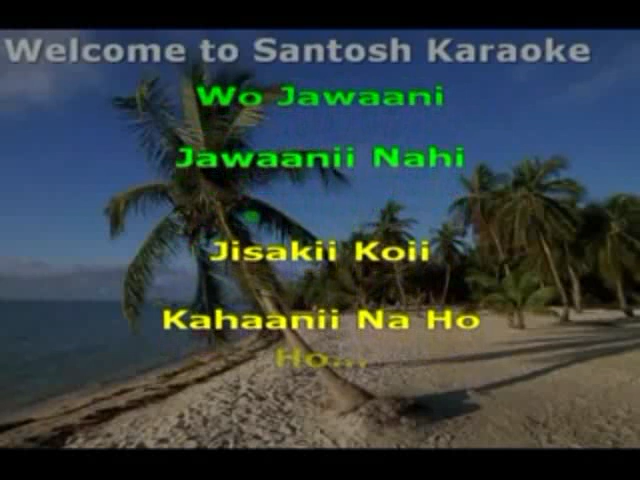 Welcome to Santosh Karaoke
Wo Jawaani
Jawaanii Nahi
Jisakii Koii
Kahaanii Na Ho
Ho...